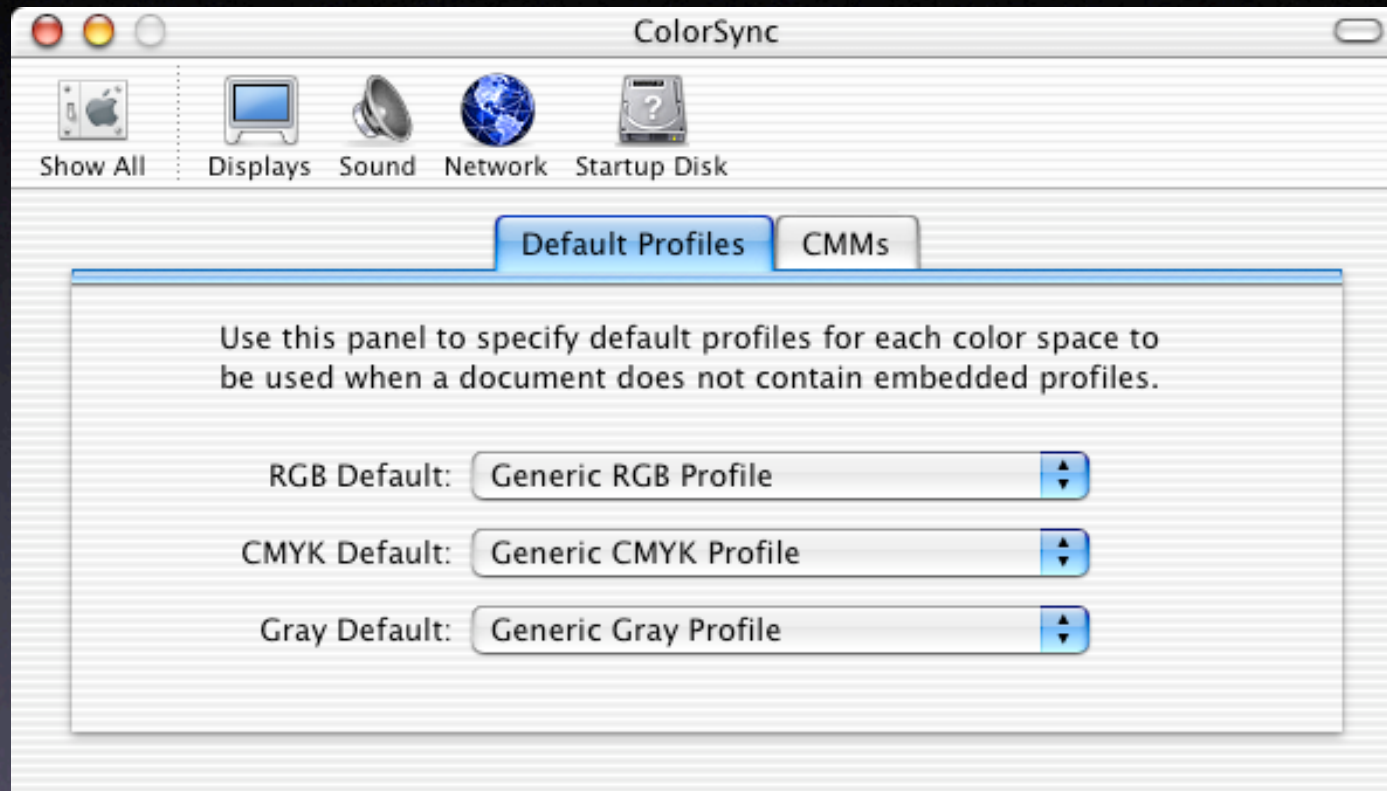 ColorSync
Show All Displays Sound Network Startup Disk
Default Profiles CMMs
Use this panel to specify default profiles for each color space to
be used when a document does not contain embedded profiles.
RGB Default: Generic RGB Profile
CMYK Default: Generic CMYK Profile
Gray Default: Generic Gray Profile